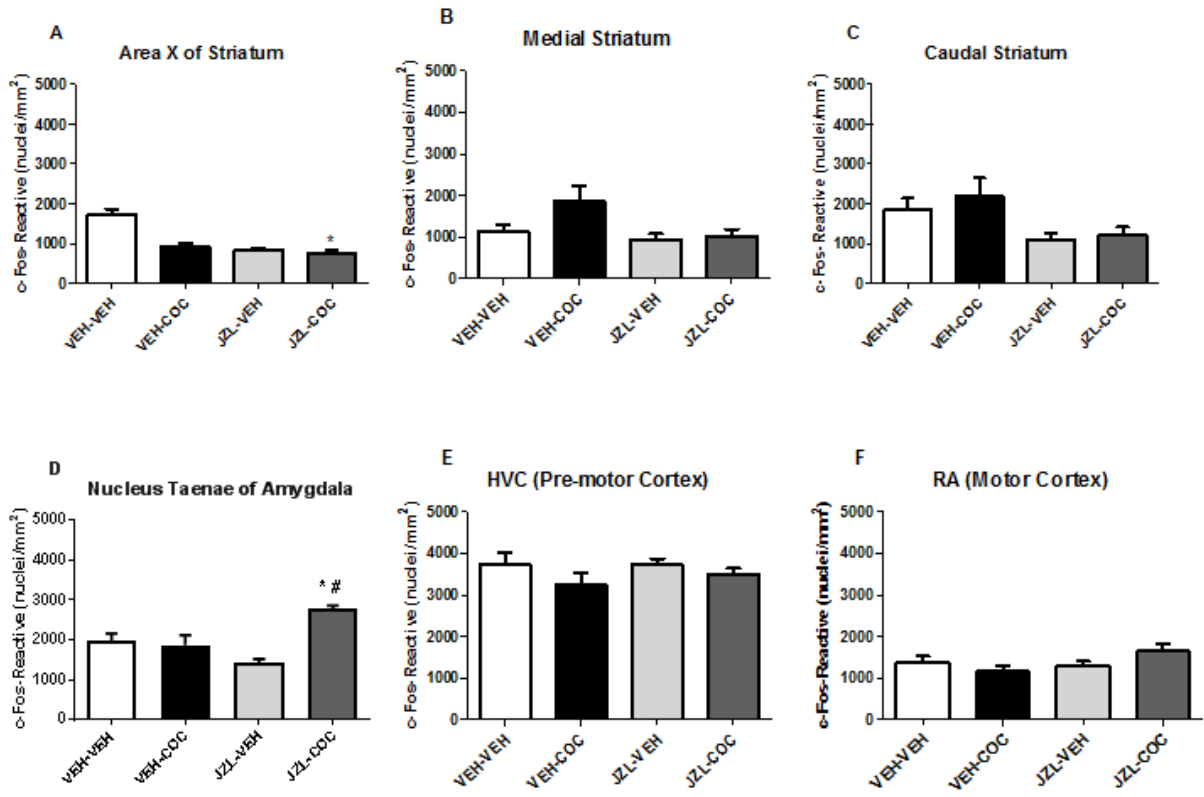 A
Area X of Striatum
c-Fos-Reactive (nuclei/mm²)
5000
4000
3000
2000
1000
0
*
VEH-VEH
VEH-COC
JZL-VEH
JZL-COC
B
Medial Striatum
c-Fos-Reactive (nuclei/mm²)
5000
4000
3000
2000
1000
0
VEH-VEH
VEH-COC
JZL-VEH
JZL-COC
C
Caudal Striatum
c-Fos-Reactive (nuclei/mm²)
5000
4000
3000
2000
1000
0
VEH-VEH
VEH-COC
JZL-VEH
JZL-COC
D
Nucleus Taenae of Amygdala
c-Fos-Reactive (nuclei/mm²)
5000
4000
3000
2000
1000
0
* #
VEH-VEH
VEH-COC
JZL-VEH
JZL-COC
E
HVC (Pre-motor Cortex)
c-Fos-Reactive (nuclei/mm²)
5000
4000
3000
2000
1000
0
VEH-VEH
VEH-COC
JZL-VEH
JZL-COC
F
RA (Motor Cortex)
c-Fos-Reactive (nuclei/mm²)
5000
4000
3000
2000
1000
0
VEH-VEH
VEH-COC
JZL-VEH
JZL-COC